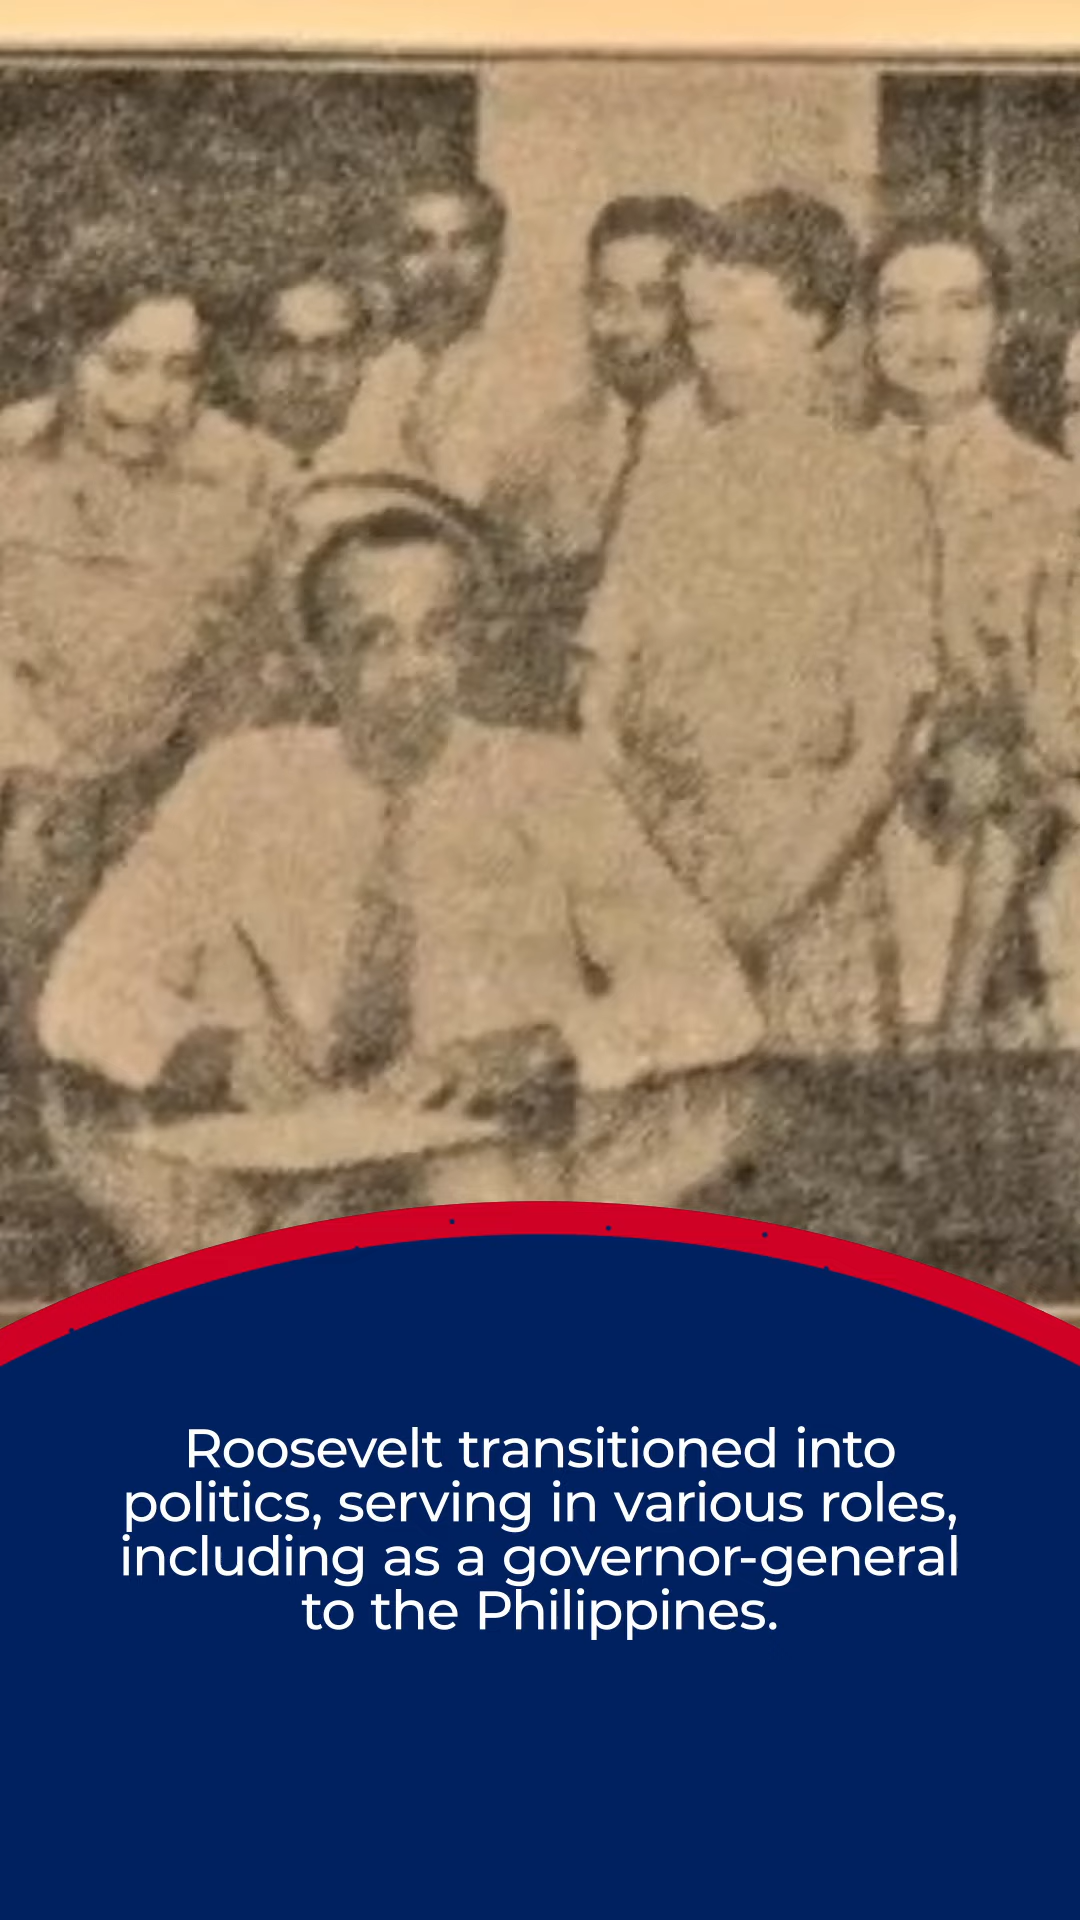 Roosevelt transitioned into
politics, serving in various roles,
including as a governor-general
to the Philippines.